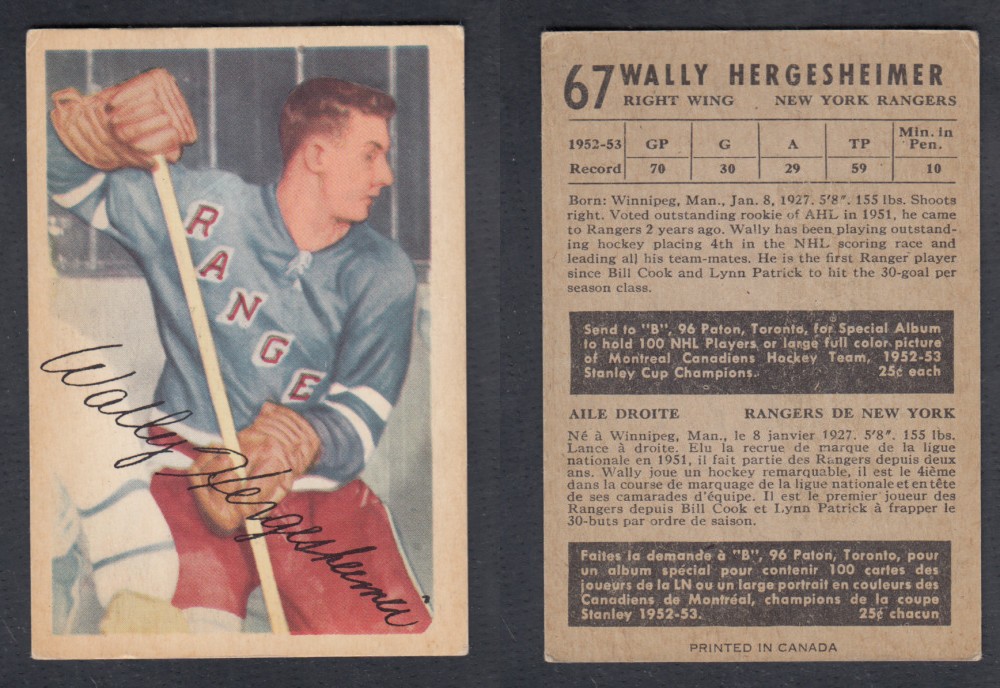 RANGE
Wally Hergesheimer
67 WALLY HERGESHEIMER
RIGHT WING NEW YORK RANGERS
1952-53 GP G A TP Min. in Pen.
Record 70 30 29 59 10
Born: Winnipeg, Man., Jan. 8, 1927. 5'8". 155 lbs. Shoots
right. Voted outstanding rookie of AHL in 1951, he came
to Rangers 2 years ago. Wally has been playing outstand-
ing hockey placing 4th in the NHL scoring race and
leading all his team-mates. He is the first Ranger player
since Bill Cook and Lynn Patrick to hit the 30-goal per
season class.
Send to "B", 96 Paton, Toronto, for Special Album
to hold 100 NHL Players, or large full color picture
of Montreal Canadiens Hockey Team, 1952-53
Stanley Cup Champions. 25¢ each
AILE DROITE RANGERS DE NEW YORK
Né à Winnipeg, Man., le 8 janvier 1927. 5'8". 155 lbs.
Lance à droite. Elu la recrue de marque de la ligue
nationale en 1951, il fait partie des Rangers depuis deux
ans. Wally joue un hockey remarquable, il est le 4ième
dans la course de marquage de la ligue nationale et en tête
de ses camarades d'équipe. Il est le premier joueur des
Rangers depuis Bill Cook et Lynn Patrick à frapper le
30-buts par ordre de saison.
Faites la demande à "B", 96 Paton, Toronto, pour
un album spécial pour contenir 100 cartes des
joueurs de la LN ou un large portrait en couleurs des
Canadiens de Montréal, champions de la coupe
Stanley 1952-53. 25¢ chacun
PRINTED IN CANADA